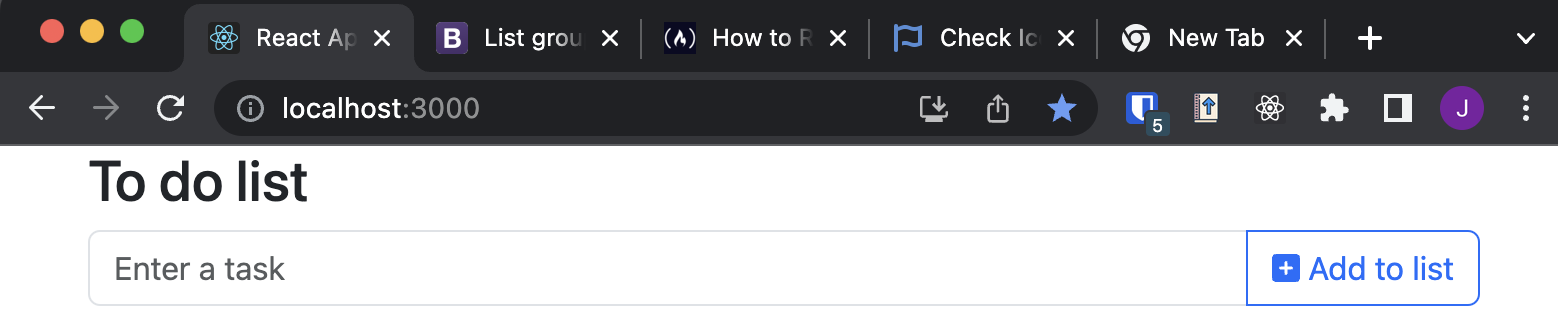 React Ap
B
List grou
How to R
Check Ic
New Tab
localhost:3000
5
J
To do list
Enter a task
Add to list